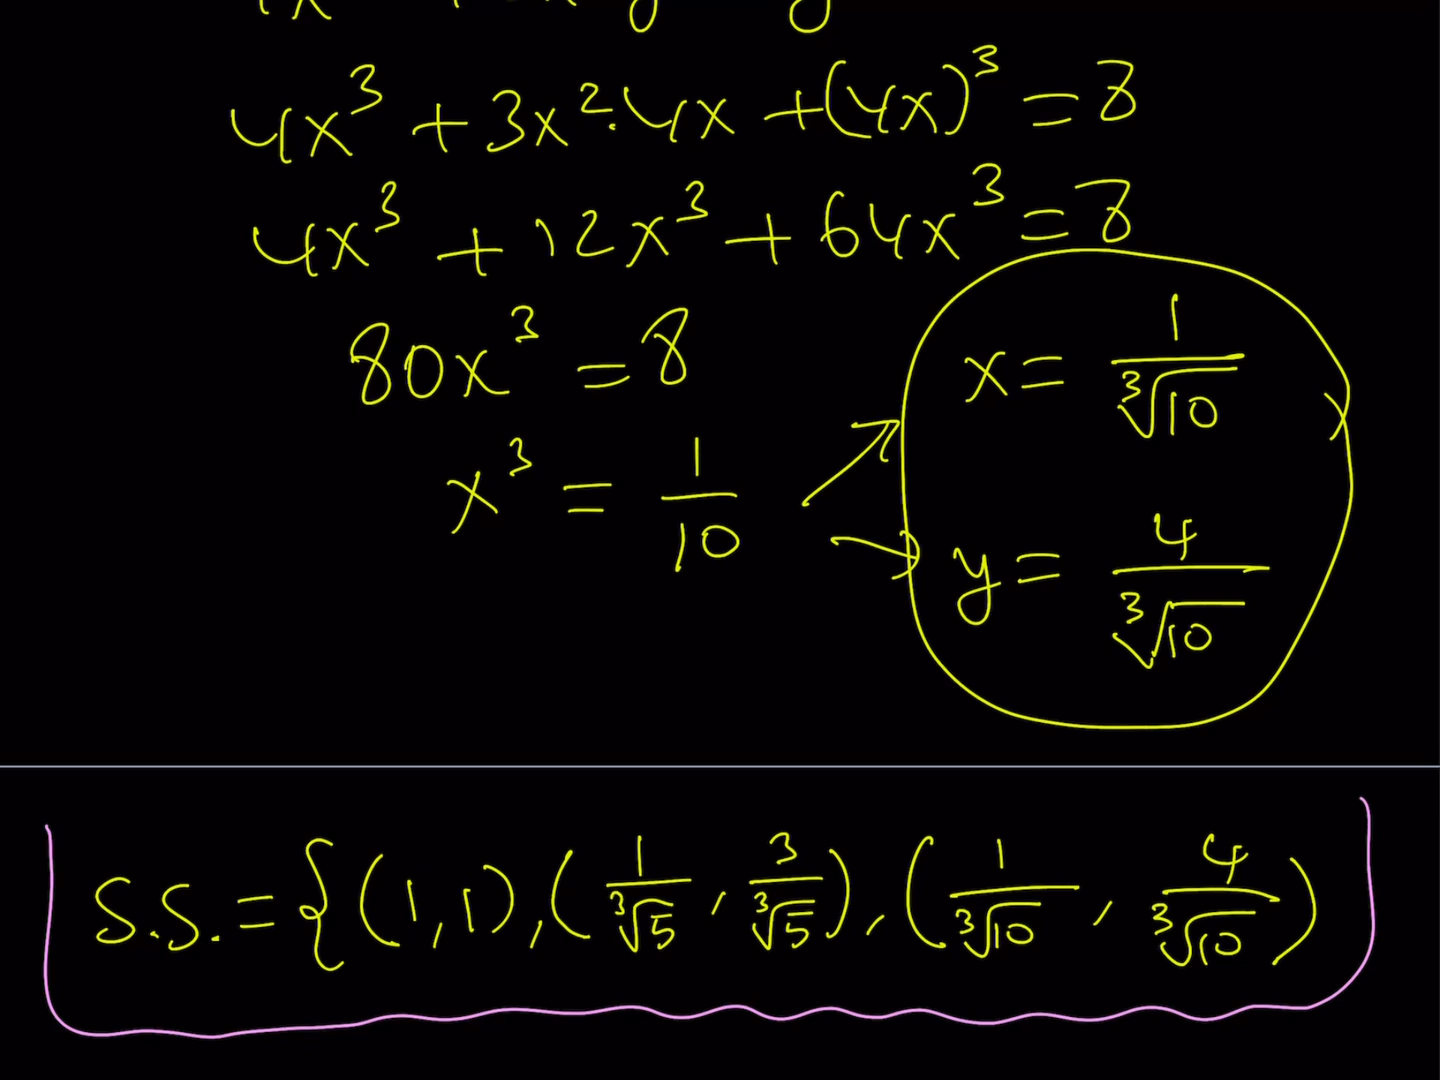 4x³ + 3x²·4x + (4x)³ = 8
4x³ + 12x³ + 64x³ = 8
80x³ = 8
x³ = 1/10
x = 1/∛10
y = 4/∛10
S.S. = {(1,1), (1/∛5, 3/∛5), (1/∛10, 4/∛10)